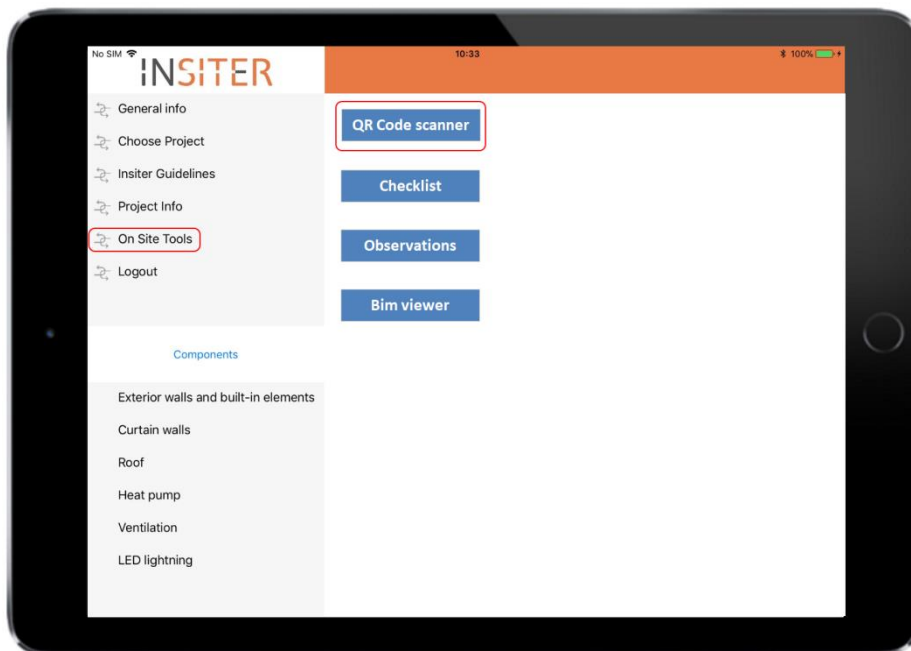 No SIM
10:33
100%
INSITER
General info
Choose Project
Insiter Guidelines
Project Info
On Site Tools
Logout
Components
Exterior walls and built-in elements
Curtain walls
Roof
Heat pump
Ventilation
LED lightning
QR Code scanner
Checklist
Observations
Bim viewer